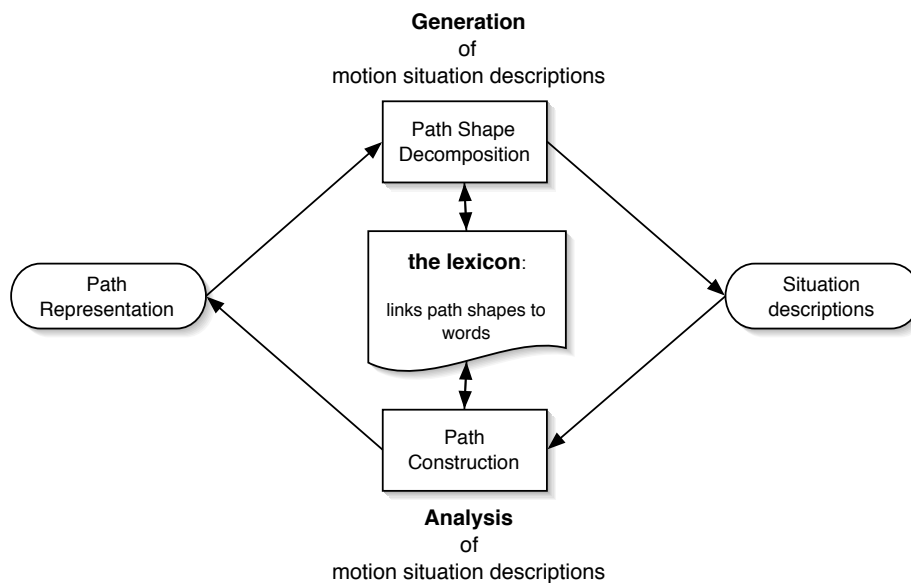 Generation
of
motion situation descriptions
Path Shape
Decomposition
the lexicon:
links path shapes to
words
Path
Representation
Situation
descriptions
Path
Construction
Analysis
of
motion situation descriptions